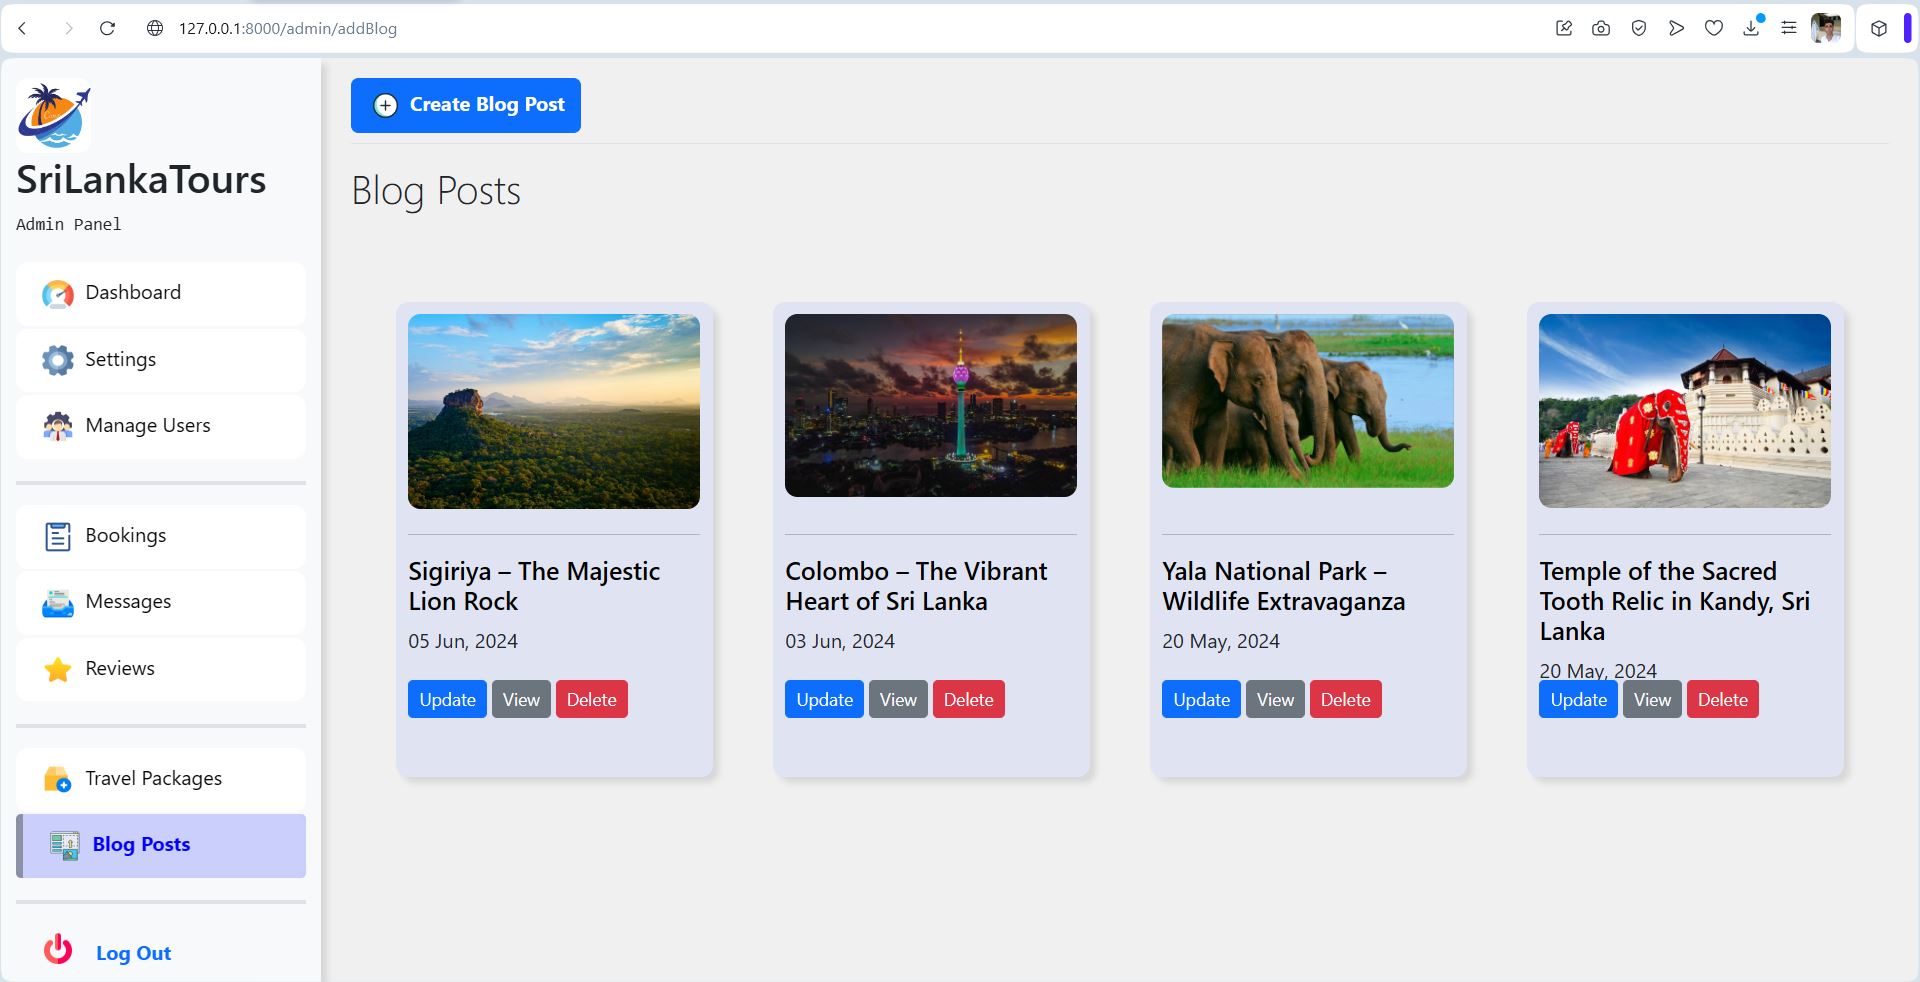 127.0.0.1:8000/admin/addBlog
SriLankaTours
Admin Panel
Dashboard
Settings
Manage Users
Bookings
Messages
Reviews
Travel Packages
Blog Posts
Log Out
Create Blog Post
Blog Posts
Sigiriya – The Majestic
Lion Rock
05 Jun, 2024
Update View Delete
Colombo – The Vibrant
Heart of Sri Lanka
03 Jun, 2024
Update View Delete
Yala National Park –
Wildlife Extravaganza
20 May, 2024
Update View Delete
Temple of the Sacred
Tooth Relic in Kandy, Sri
Lanka
20 May, 2024
Update View Delete